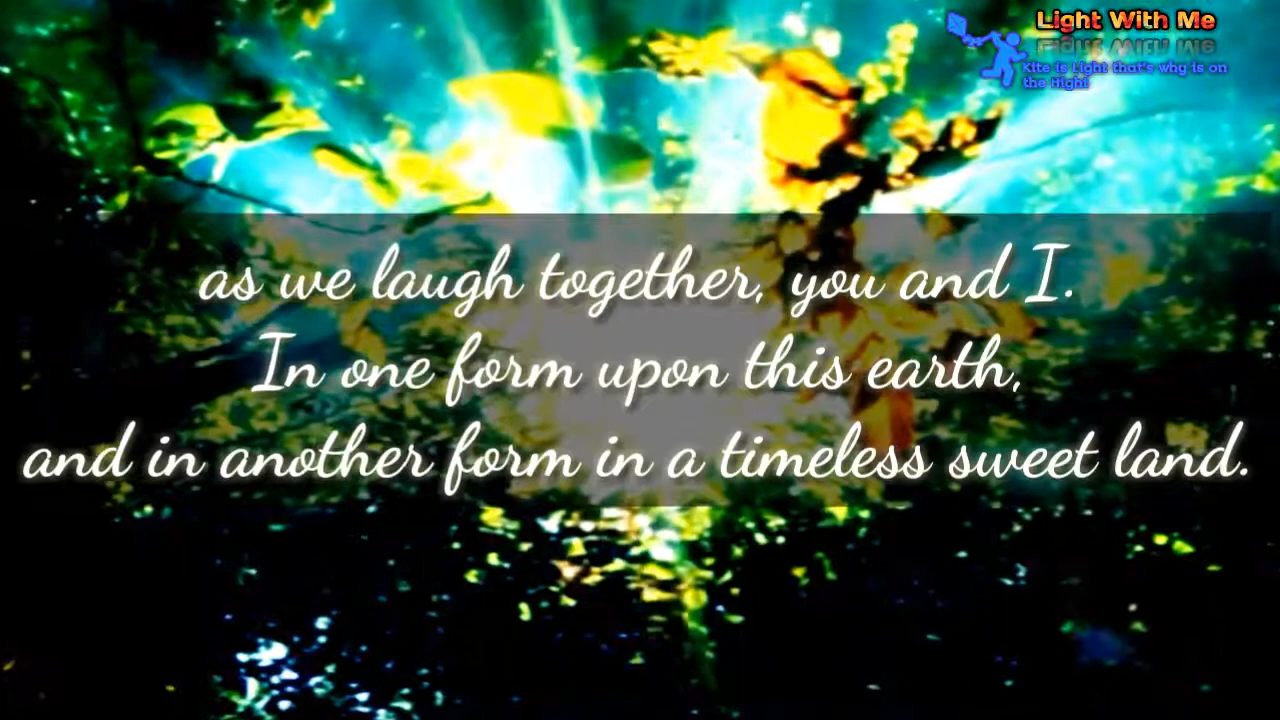 Light With Me
Kite is Light that's why is on
the Hight
as we laugh together, you and I.
In one form upon this earth,
and in another form in a timeless sweet land.